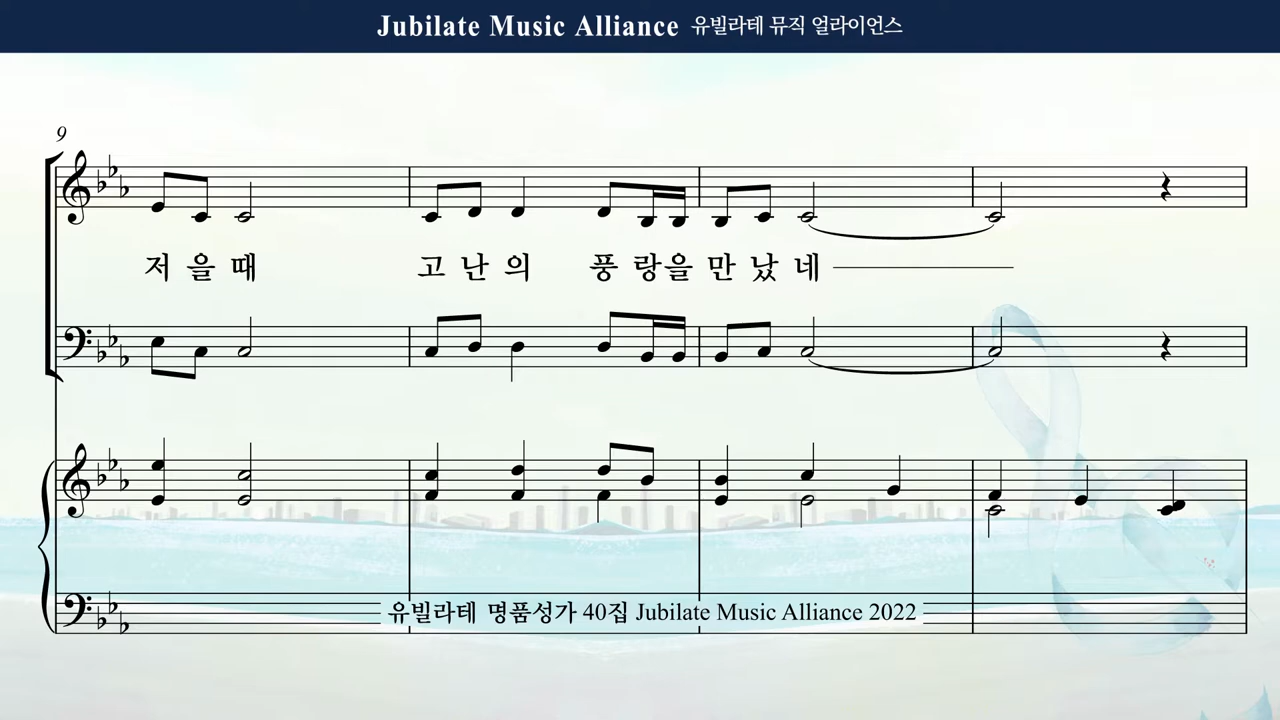 Jubilate Music Alliance 유빌라테 뮤직 얼라이언스
9
저 을 때 고 난 의 풍 랑을 만 났 네
유빌라테 명품성가 40집 Jubilate Music Alliance 2022